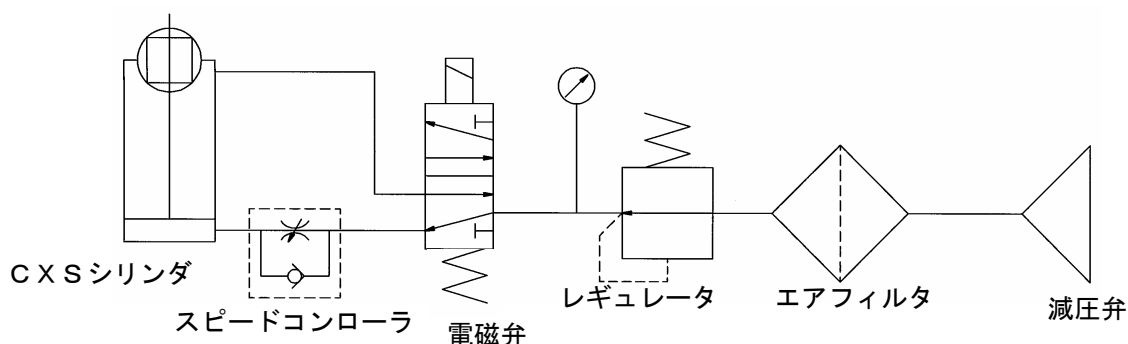 ＣＸＳシリンダ
スピードコンローラ
電磁弁
レギュレータ
エアフィルタ
減圧弁